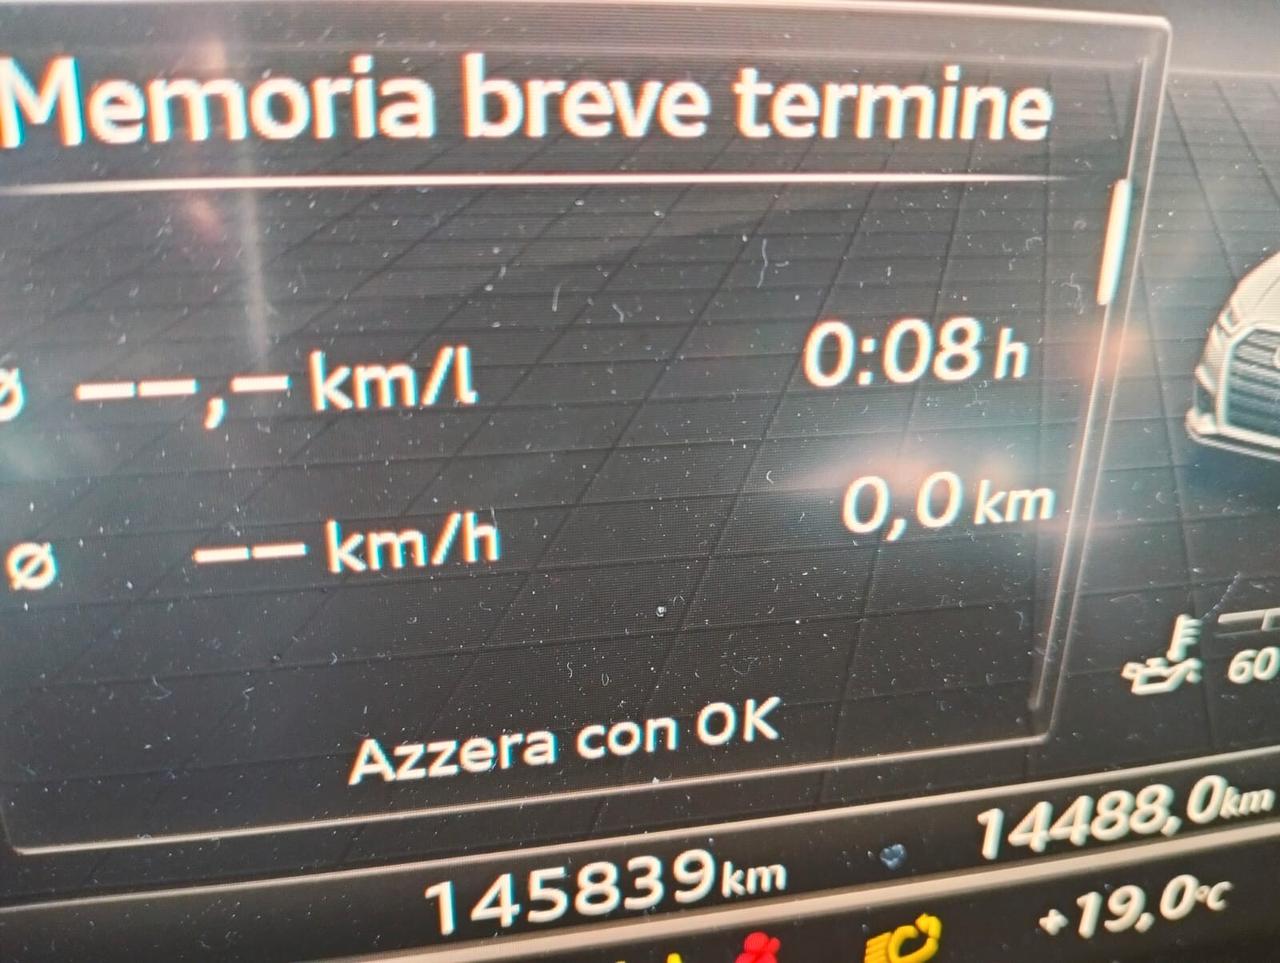 Memoria breve termine
ø --,- km/l 0:08 h
ø -- km/h 0,0 km
Azzera con OK
60
145839 km 14488,0 km
+19,0°C